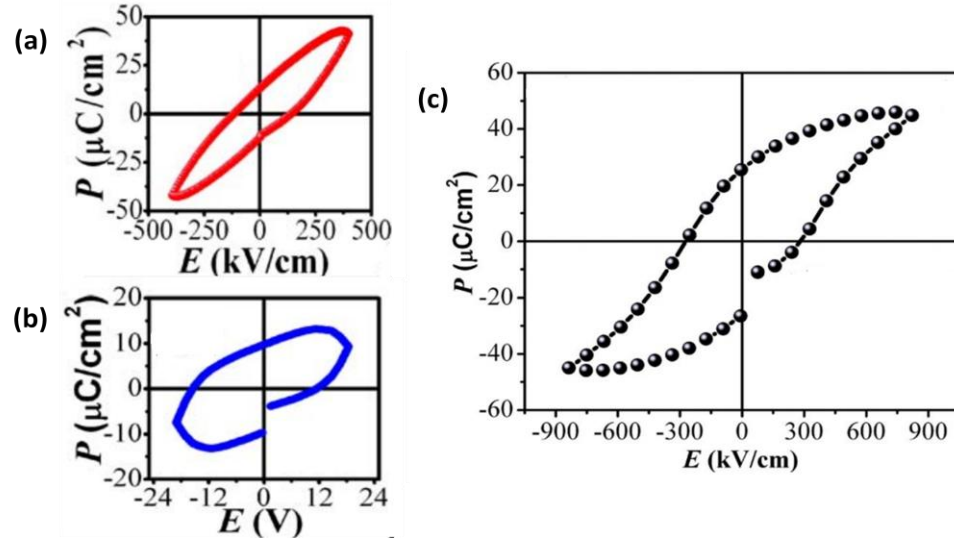 (a)
50
25
0
-25
-50
P (μC/cm²)
-500 -250 0 250 500
E (kV/cm)
(b)
20
10
0
-10
-20
P (μC/cm²)
-24 -12 0 12 24
E (V)
(c)
60
40
20
0
-20
-40
-60
P (μC/cm²)
-900 -600 -300 0 300 600 900
E (kV/cm)